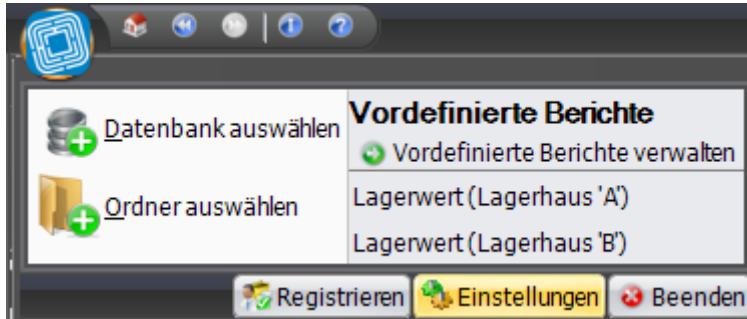 Datenbank auswählen
Ordner auswählen
Vordefinierte Berichte
Vordefinierte Berichte verwalten
Lagerwert (Lagerhaus 'A')
Lagerwert (Lagerhaus 'B')
Registrieren
Einstellungen
Beenden